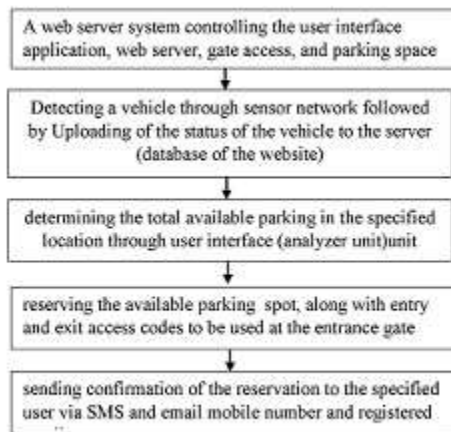 A web server system controlling the user interface
application, web server, gate access, and parking space
Detecting a vehicle through sensor network followed
by Uploading of the status of the vehicle to the server
(database of the website)
determining the total available parking in the specified
location through user interface (analyzer unit)unit
reserving the available parking spot, along with entry
and exit access codes to be used at the entrance gate
sending confirmation of the reservation to the specified
user via SMS and email mobile number and registered